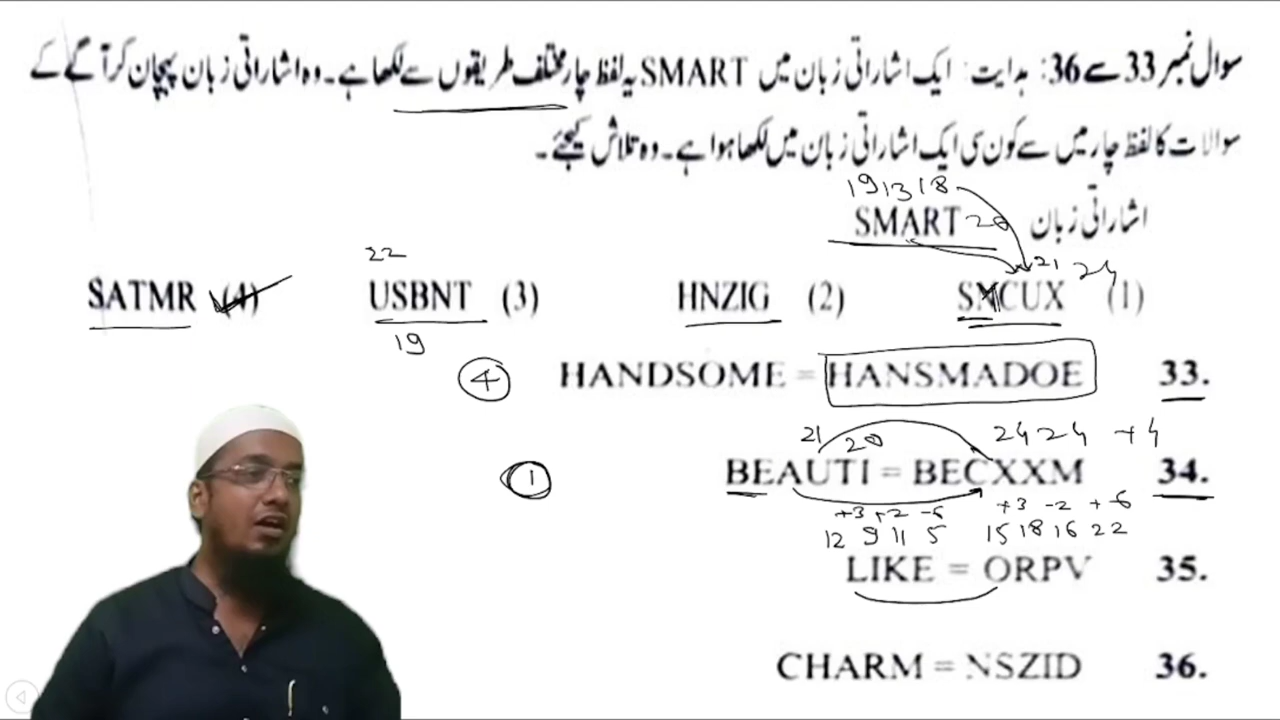 سوال نمبر 33 سے 36: ہدایت: ایک اشاراتی زبان میں SMART یہ لفظ چار مختلف طریقوں سے لکھا ہے۔ وہ اشاراتی زبان پہچان کر آگے کے
سوالات کا لفظ چار میں سے کون سی ایک اشاراتی زبان میں لکھا ہوا ہے۔ وہ تلاش کیجئے۔
19 13 18
اشاراتی زبان SMART 20
22 21 24
(1) SMCUX (2) HNZIG (3) USBNT (4) SATMR
19
33. HANDSOME = HANSMADOE 4
21 20 24 24 +4
34. BEAUTI = BECXXM 1
+3 +2 -6 +3 -2 +6
12 9 11 5 15 18 16 22
35. LIKE = ORPV
36. CHARM = NSZID